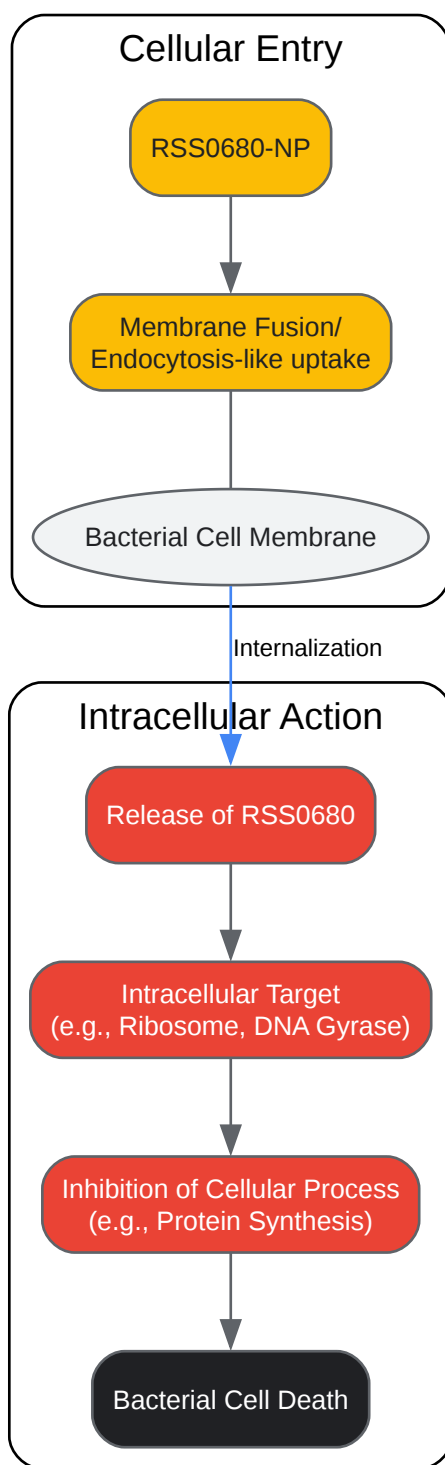 Cellular Entry
RSS0680-NP
Membrane Fusion/
Endocytosis-like uptake
Bacterial Cell Membrane
Internalization
Intracellular Action
Release of RSS0680
Intracellular Target
(e.g., Ribosome, DNA Gyrase)
Inhibition of Cellular Process
(e.g., Protein Synthesis)
Bacterial Cell Death